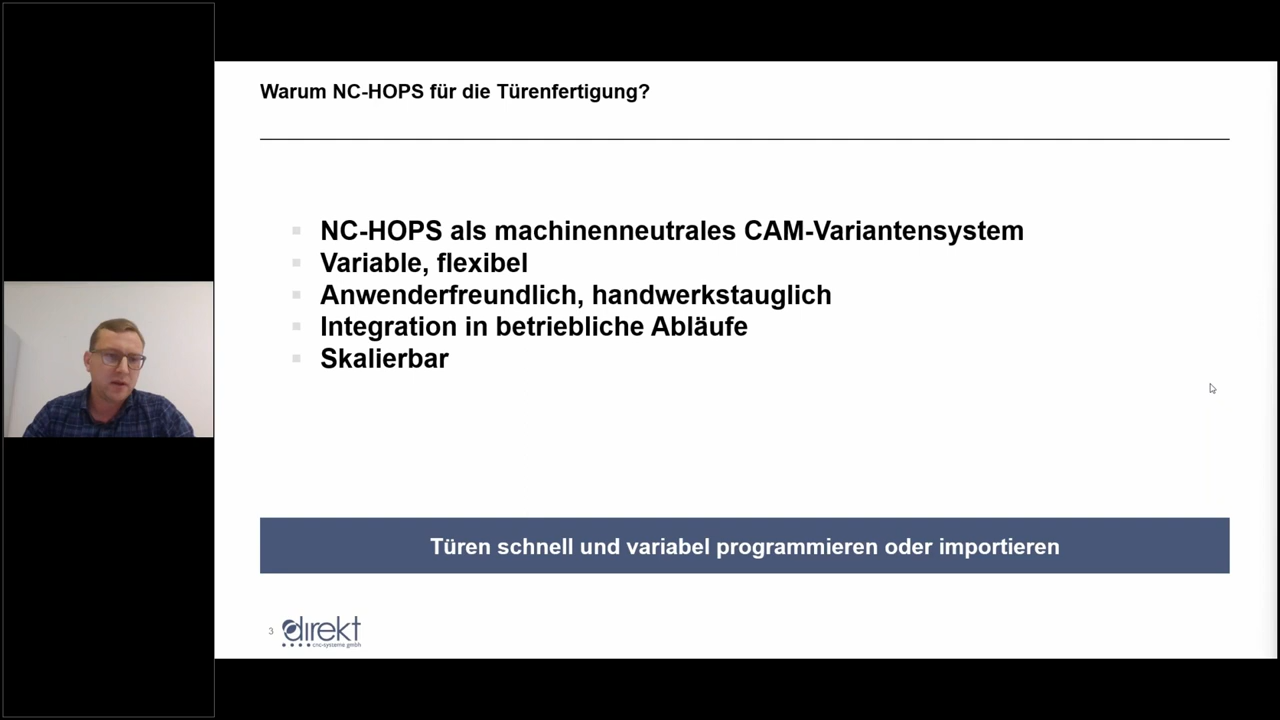 Warum NC-HOPS für die Türenfertigung?
NC-HOPS als machinenneutrales CAM-Variantensystem
Variable, flexibel
Anwenderfreundlich, handwerkstauglich
Integration in betriebliche Abläufe
Skalierbar
Türen schnell und variabel programmieren oder importieren
3
direkt
cnc-systeme gmbh